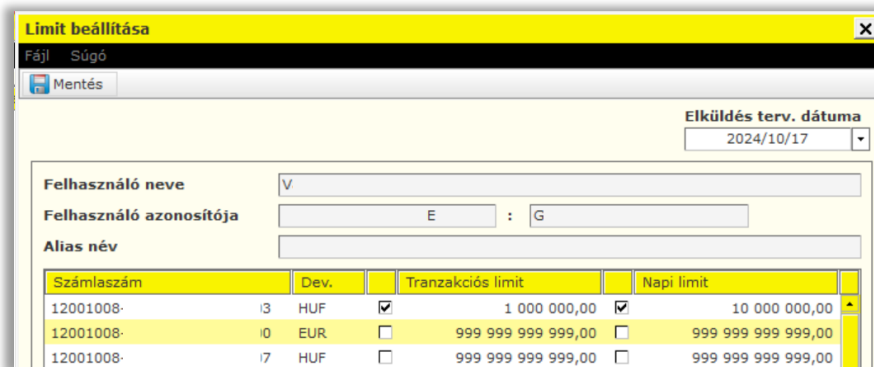 Limit beállítása
Fájl Súgó
Mentés
Elküldés terv. dátuma
2024/10/17
Felhasználó neve V
Felhasználó azonosítója E : G
Alias név
Számlaszám Dev. Tranzakciós limit Napi limit
12001008- 03 HUF 1 000 000,00 10 000 000,00
12001008- 00 EUR 999 999 999 999,00 999 999 999 999,00
12001008- 07 HUF 999 999 999 999,00 999 999 999 999,00